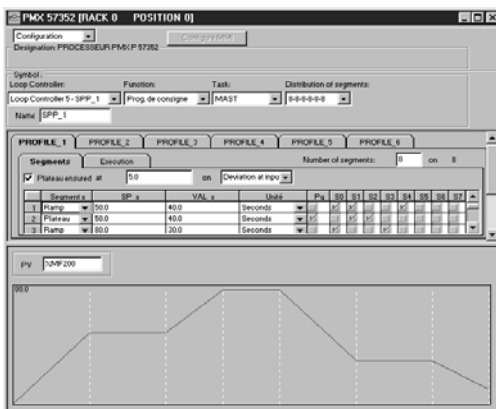 PMX 57352 [RACK 0 POSITION 0]
Configuration
Configure MMI
Designation: PROCESSEUR PMX P 57352
Symbol:
Loop Controller: Function: Task: Distribution of segments:
Loop Controller 5 - SPP_1 Prog. de consigne MAST 8-8-8-8-8-8
Name SPP_1
PROFILE_1 PROFILE_2 PROFILE_3 PROFILE_4 PROFILE_5 PROFILE_6
Segments Execution Number of segments: 8 on 8
Plateau ensured at 5.0 on Deviation at inpu
Segments SP s VAL s Unité Pu S0 S1 S2 S3 S4 S5 S6 S7
1 Ramp 50.0 40.0 Seconds
2 Plateau 50.0 40.0 Seconds
3 Ramp 80.0 30.0 Seconds
PV %MF200